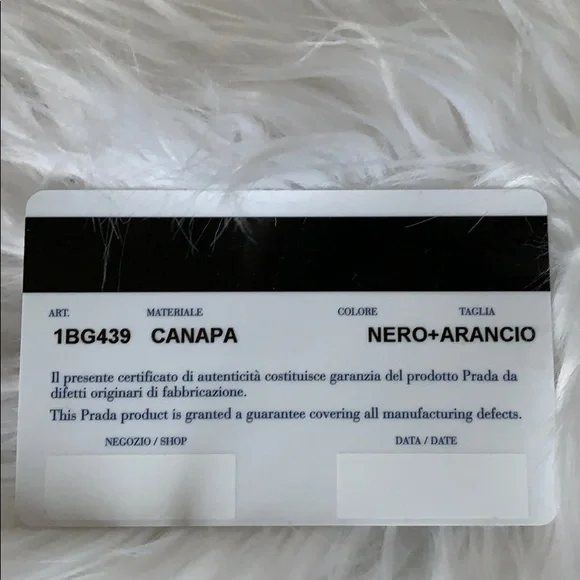 ART. MATERIALE COLORE TAGLIA
1BG439 CANAPA NERO+ARANCIO
Il presente certificato di autenticità costituisce garanzia del prodotto Prada da
difetti originari di fabbricazione.
This Prada product is granted a guarantee covering all manufacturing defects.
NEGOZIO / SHOP DATA / DATE